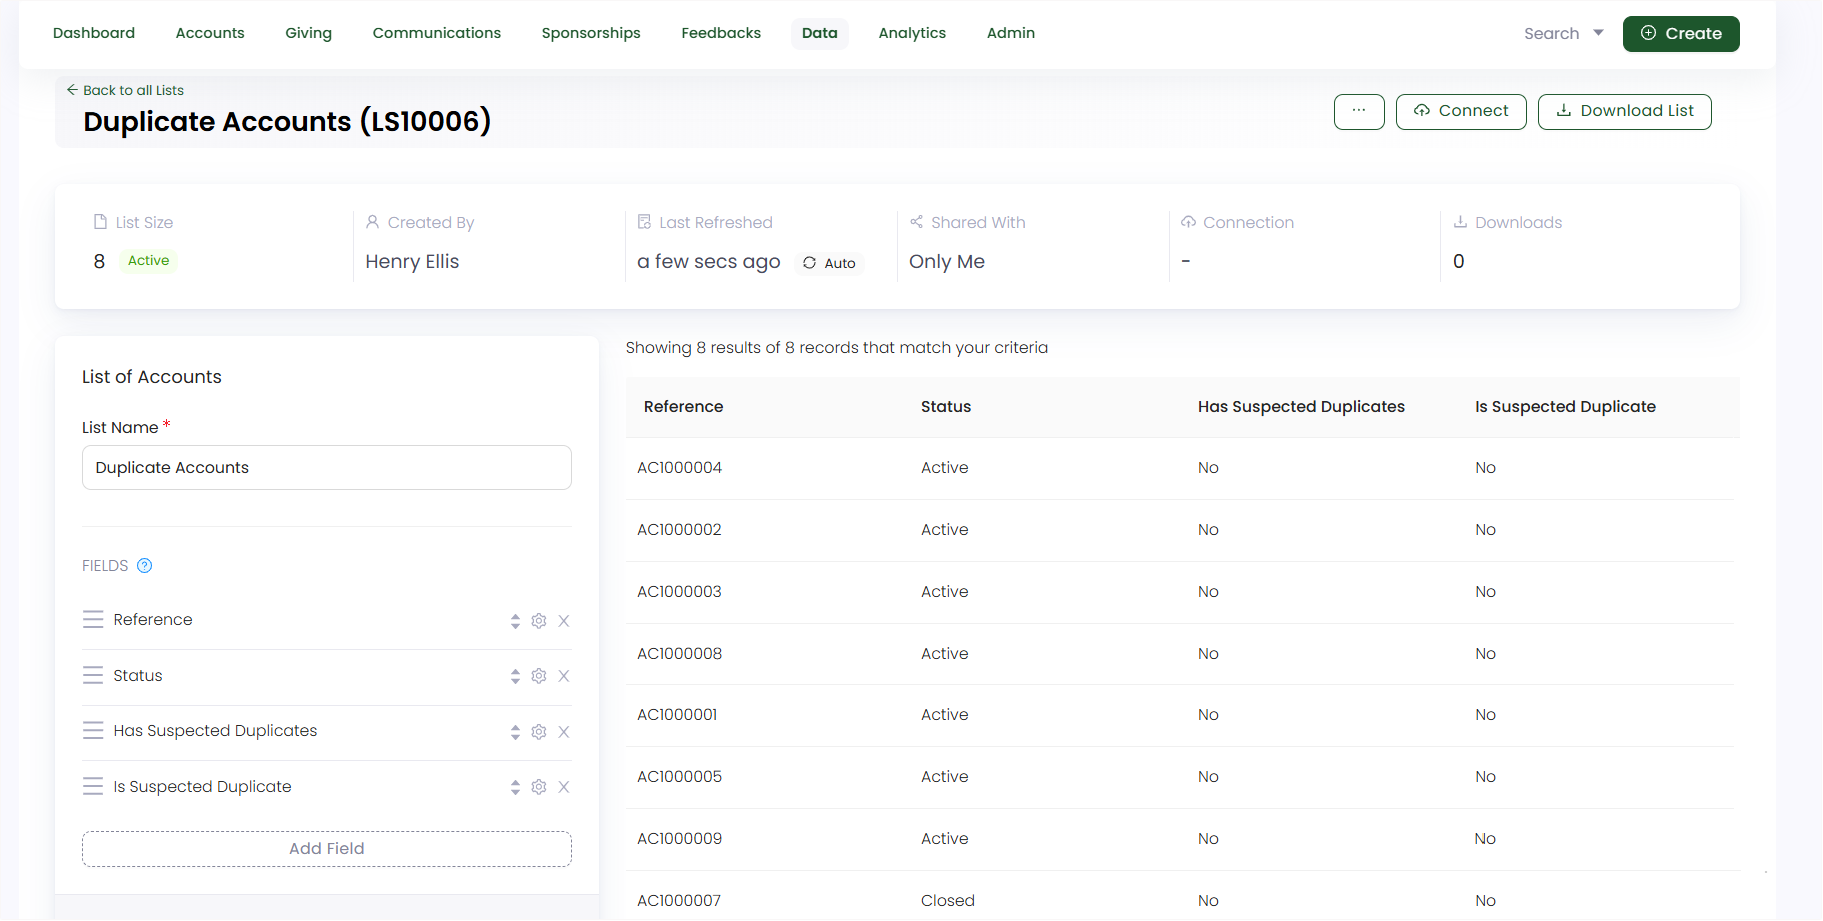 Dashboard Accounts Giving Communications Sponsorships Feedbacks Data Analytics Admin Search Create
Back to all Lists
Duplicate Accounts (LS10006)
... Connect Download List
List Size Created By Last Refreshed Shared With Connection Downloads
8 Active Henry Ellis a few secs ago Auto Only Me - 0
List of Accounts
List Name *
Duplicate Accounts
FIELDS ?
Reference
Status
Has Suspected Duplicates
Is Suspected Duplicate
Add Field
Showing 8 results of 8 records that match your criteria
Reference Status Has Suspected Duplicates Is Suspected Duplicate
AC1000004 Active No No
AC1000002 Active No No
AC1000003 Active No No
AC1000008 Active No No
AC1000001 Active No No
AC1000005 Active No No
AC1000009 Active No No
AC1000007 Closed No No